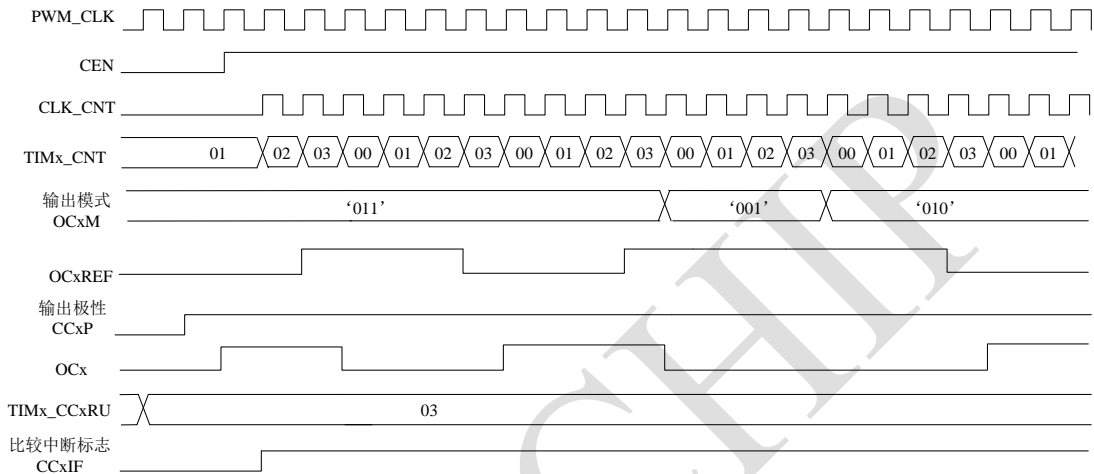 PWM_CLK
CEN
CLK_CNT
TIMx_CNT 01 02 03 00 01 02 03 00 01 02 03 00 01 02 03 00 01 02 03 00 01
输出模式
OCxM ‘011’ ‘001’ ‘010’
OCxREF
输出极性
CCxP
OCx
TIMx_CCxRU 03
比较中断标志
CCxIF
CHIP